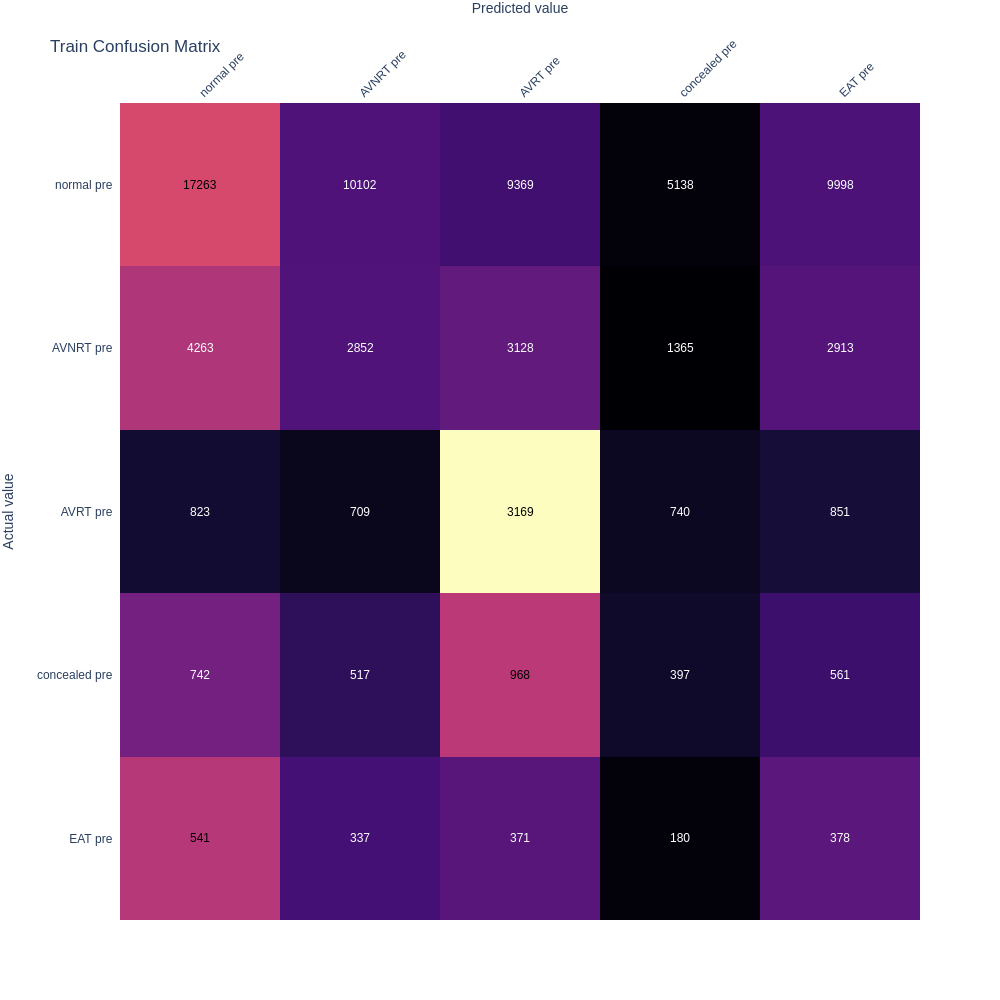 Predicted value
Train Confusion Matrix
normal pre AVNRT pre AVRT pre concealed pre EAT pre
normal pre 17263 10102 9369 5138 9998
AVNRT pre 4263 2852 3128 1365 2913
Actual value
AVRT pre 823 709 3169 740 851
concealed pre 742 517 968 397 561
EAT pre 541 337 371 180 378